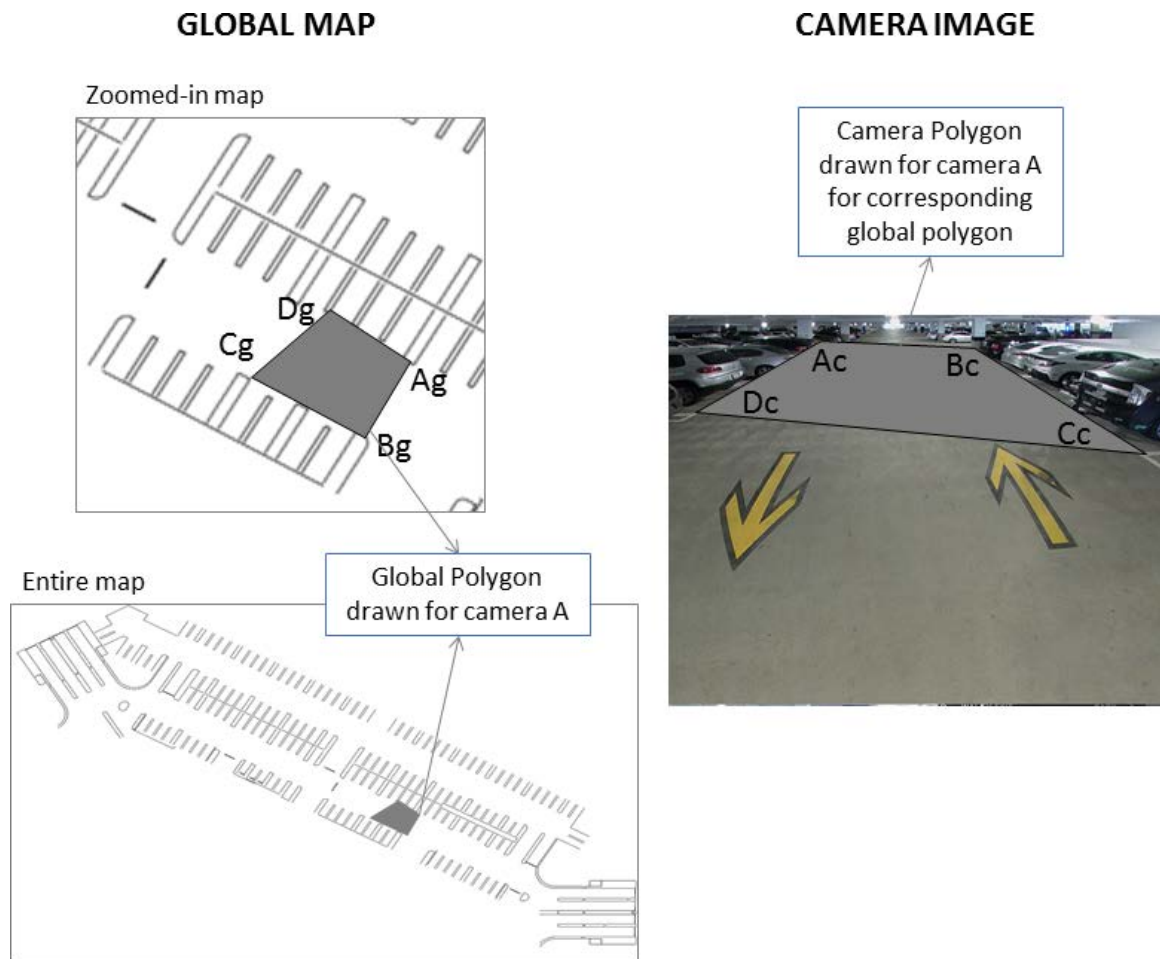 GLOBAL MAP
Zoomed-in map
Dg
Cg
Ag
Bg
Entire map
Global Polygon
drawn for camera A
CAMERA IMAGE
Camera Polygon
drawn for camera A
for corresponding
global polygon
Ac
Bc
Dc
Cc